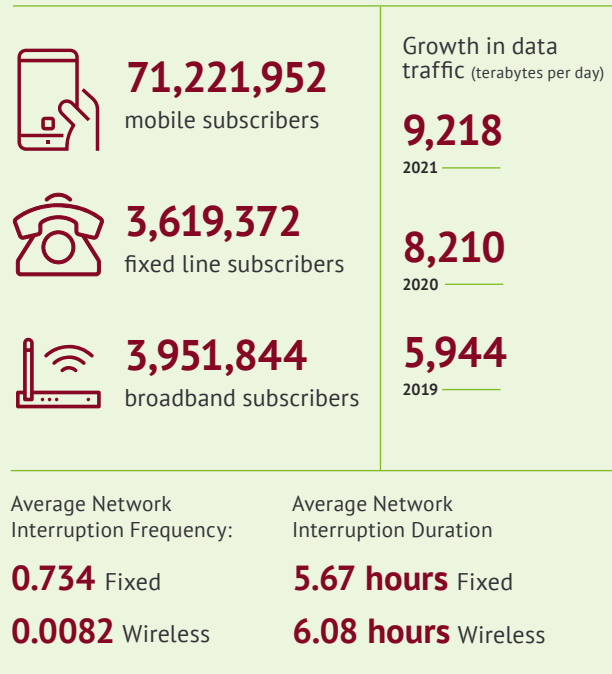 71,221,952
mobile subscribers
3,619,372
fixed line subscribers
3,951,844
broadband subscribers
Growth in data
traffic (terabytes per day)
9,218
2021
8,210
2020
5,944
2019
Average Network
Interruption Frequency:
0.734 Fixed
0.0082 Wireless
Average Network
Interruption Duration
5.67 hours Fixed
6.08 hours Wireless